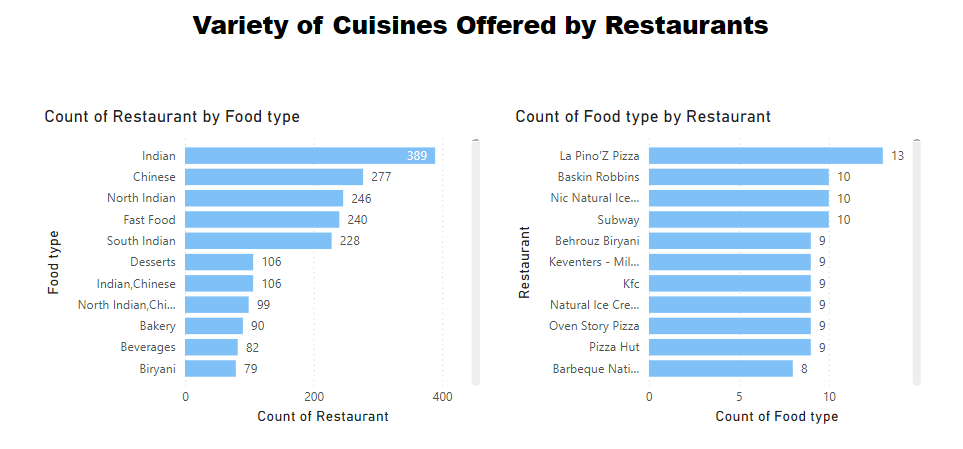 Variety of Cuisines Offered by Restaurants
Count of Restaurant by Food type
Food type
Indian 389
Chinese 277
North Indian 246
Fast Food 240
South Indian 228
Desserts 106
Indian,Chinese 106
North Indian,Chi... 99
Bakery 90
Beverages 82
Biryani 79
0 200 400
Count of Restaurant
Count of Food type by Restaurant
Restaurant
La Pino'Z Pizza 13
Baskin Robbins 10
Nic Natural Ice... 10
Subway 10
Behrouz Biryani 9
Keventers - Mil... 9
Kfc 9
Natural Ice Cre... 9
Oven Story Pizza 9
Pizza Hut 9
Barbeque Nati... 8
0 5 10
Count of Food type